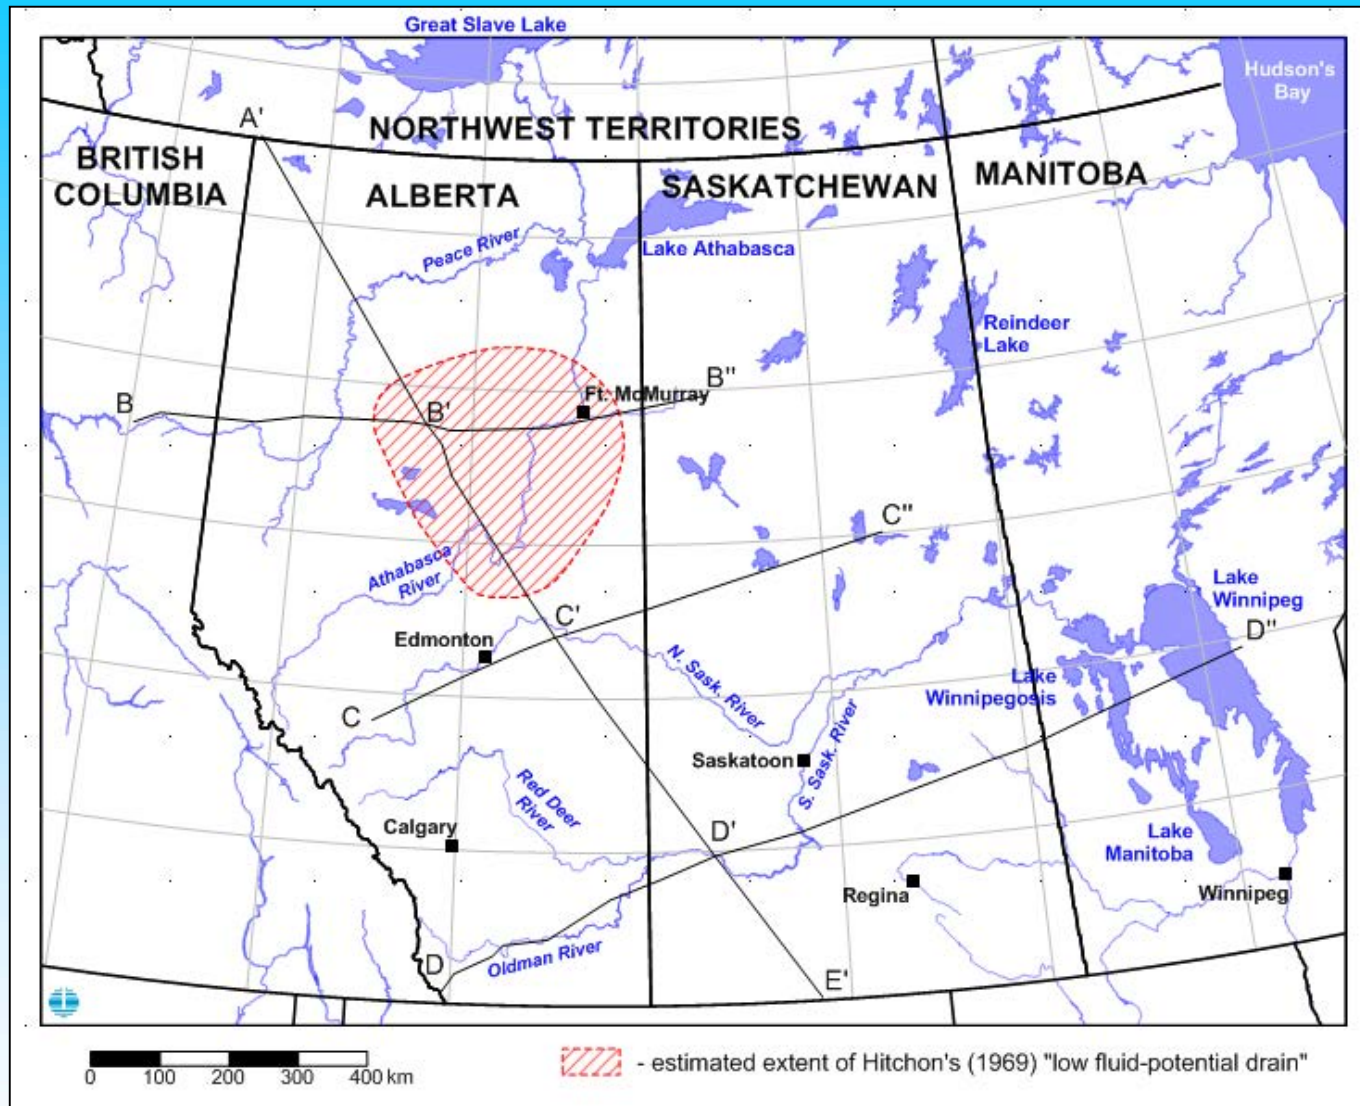 Great Slave Lake
Hudson's
Bay
A'
NORTHWEST TERRITORIES
BRITISH
COLUMBIA
ALBERTA
SASKATCHEWAN
MANITOBA
Peace River
Lake Athabasca
Reindeer
Lake
B
B'
Ft. McMurray
B"
C"
Athabasca
River
Lake
Winnipeg
C'
D"
Edmonton
N. Sask. River
Lake
Winnipegosis
C
Saskatoon
S. Sask. River
Red Deer
River
Calgary
D'
Lake
Manitoba
Regina
Winnipeg
D
Oldman River
E'
0 100 200 300 400 km
- estimated extent of Hitchon's (1969) "low fluid-potential drain"